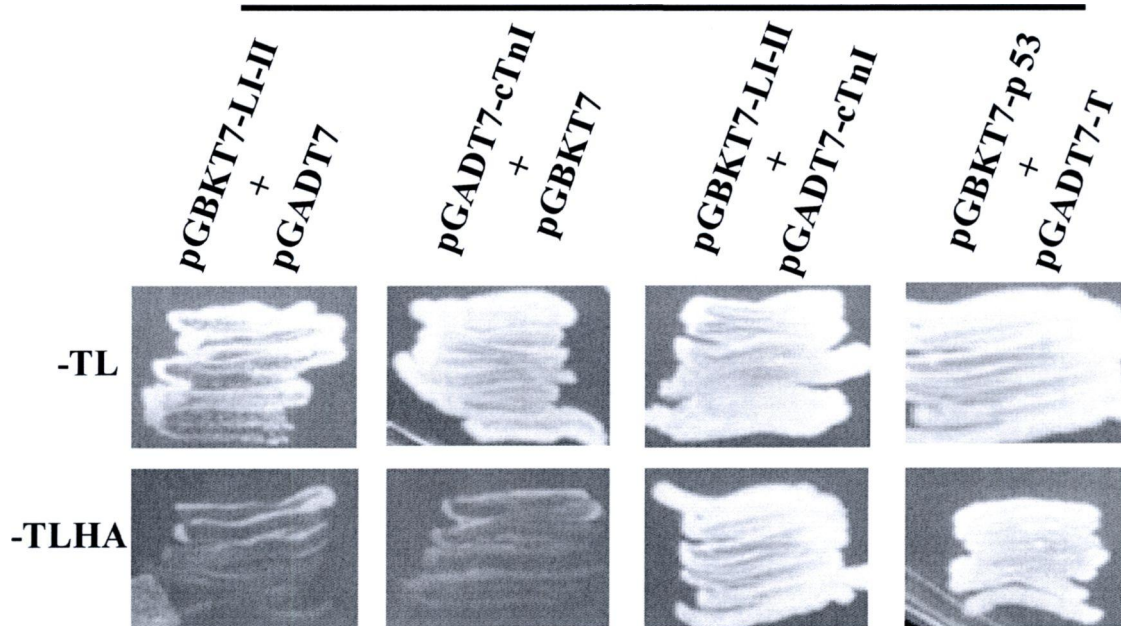 pGBKT7-LI-II
+
pGADT7
pGADT7-cTnI
+
pGBKT7
pGBKT7-LI-II
+
pGADT7-cTnI
pGBKT7-p53
+
pGADT7-T
-TL
-TLHA